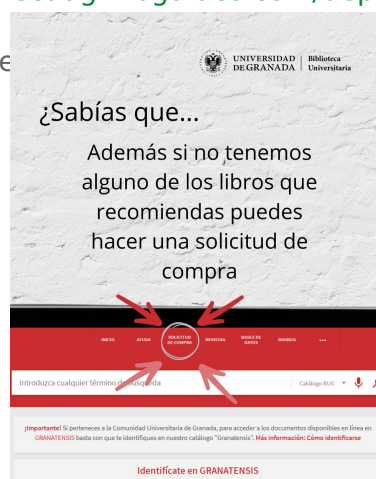 UNIVERSIDAD
DE GRANADA
Biblioteca
Universitaria
¿Sabías que...
Además si no tenemos
alguno de los libros que
recomiendas puedes
hacer una solicitud de
compra
INICIO AYUDA SOLICITUD DE COMPRA REVISTAS BASES DE DATOS DIGIBUG ...
Introduzca cualquier término de búsqueda Catálogo BUG
¡Importante! Si perteneces a la Comunidad Universitaria de Granada, para acceder a los documentos disponibles en línea en
GRANATENSIS basta con que te identifiques en nuestro catálogo "Granatensis". Más información: Cómo identificarse
Identifícate en GRANATENSIS